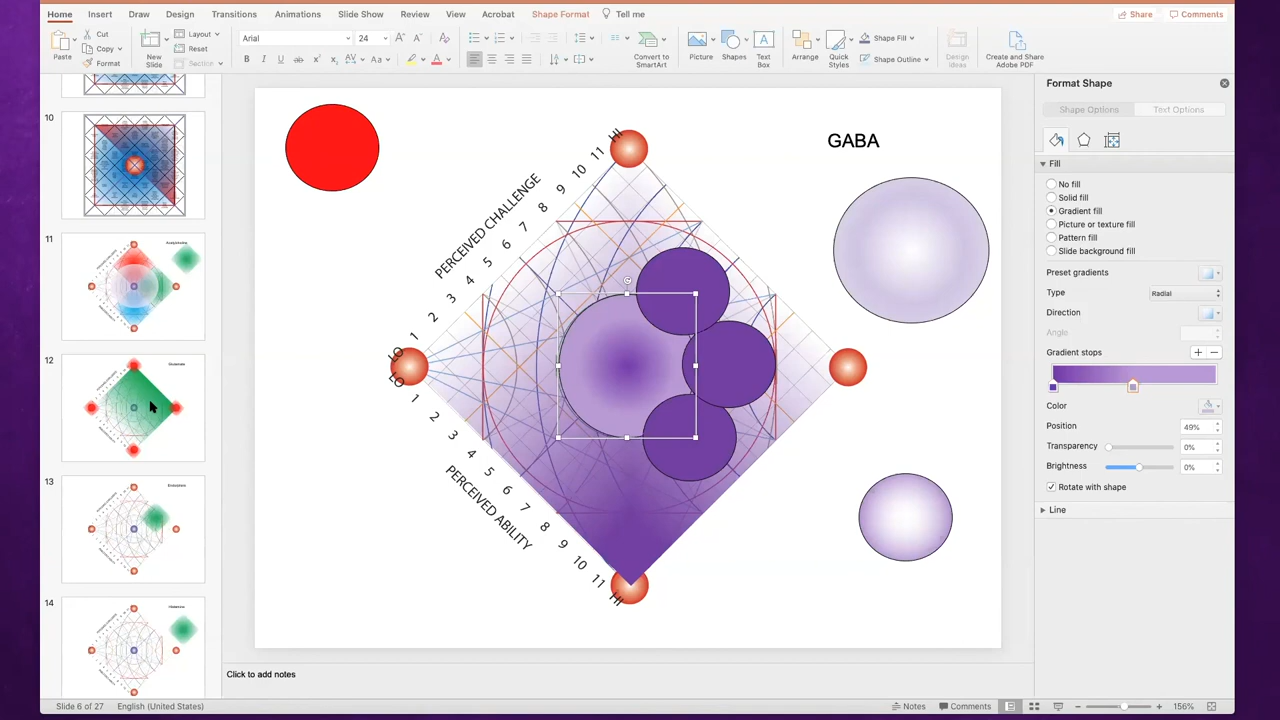 Home Insert Draw Design Transitions Animations Slide Show Review View Acrobat Shape Format Tell me
Share Comments
Paste
Cut
Copy
Format
New Slide
Layout
Reset
Section
Arial 24
B I U ab
Convert to SmartArt
Picture
Shapes
Text Box
Arrange
Quick Styles
Shape Fill
Shape Outline
Design Ideas
Create and Share Adobe PDF
10
11
12
13
14
PERCEIVED CHALLENGE
LO 1 2 3 4 5 6 7 8 9 10 11 HI
PERCEIVED ABILITY
LO 1 2 3 4 5 6 7 8 9 10 11 HI
GABA
Format Shape
Shape Options Text Options
Fill
No fill
Solid fill
Gradient fill
Picture or texture fill
Pattern fill
Slide background fill
Preset gradients
Type Radial
Direction
Angle
Gradient stops
Color
Position 49%
Transparency 0%
Brightness 0%
Rotate with shape
Line
Click to add notes
Slide 6 of 27 English (United States) Notes Comments 156%